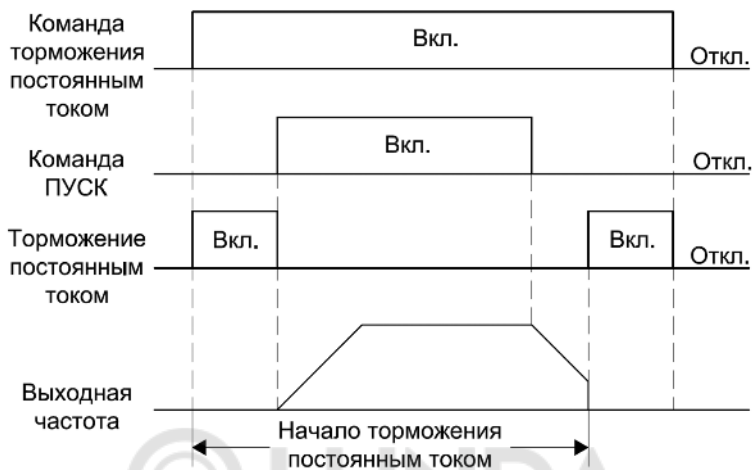 Команда
торможения
постоянным
током
Вкл.
Откл.
Команда
ПУСК
Вкл.
Откл.
Торможение
постоянным
током
Вкл.
Вкл.
Откл.
Выходная
частота
Начало торможения
постоянным током